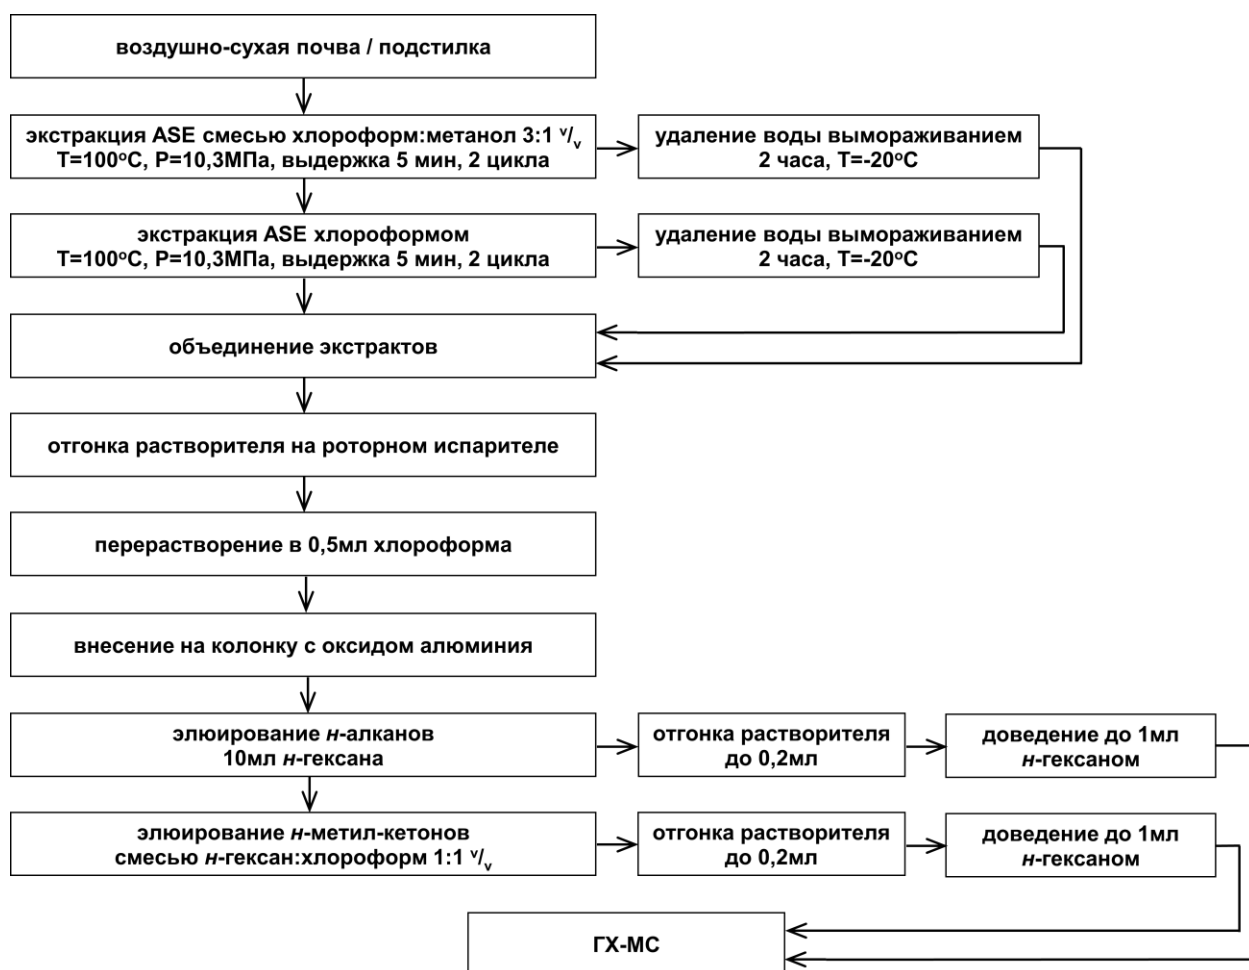 воздушно-сухая почва / подстилка
экстракция ASE смесью хлороформ:метанол 3:1 v/v
T=100°C, P=10,3МПа, выдержка 5 мин, 2 цикла
удаление воды вымораживанием
2 часа, T=-20°C
экстракция ASE хлороформом
T=100°C, P=10,3МПа, выдержка 5 мин, 2 цикла
удаление воды вымораживанием
2 часа, T=-20°C
объединение экстрактов
отгонка растворителя на роторном испарителе
перерастворение в 0,5мл хлороформа
внесение на колонку с оксидом алюминия
элюирование н-алканов
10мл н-гексана
отгонка растворителя
до 0,2мл
доведение до 1мл
н-гексаном
элюирование н-метил-кетонов
смесью н-гексан:хлороформ 1:1 v/v
отгонка растворителя
до 0,2мл
доведение до 1мл
н-гексаном
ГХ-МС